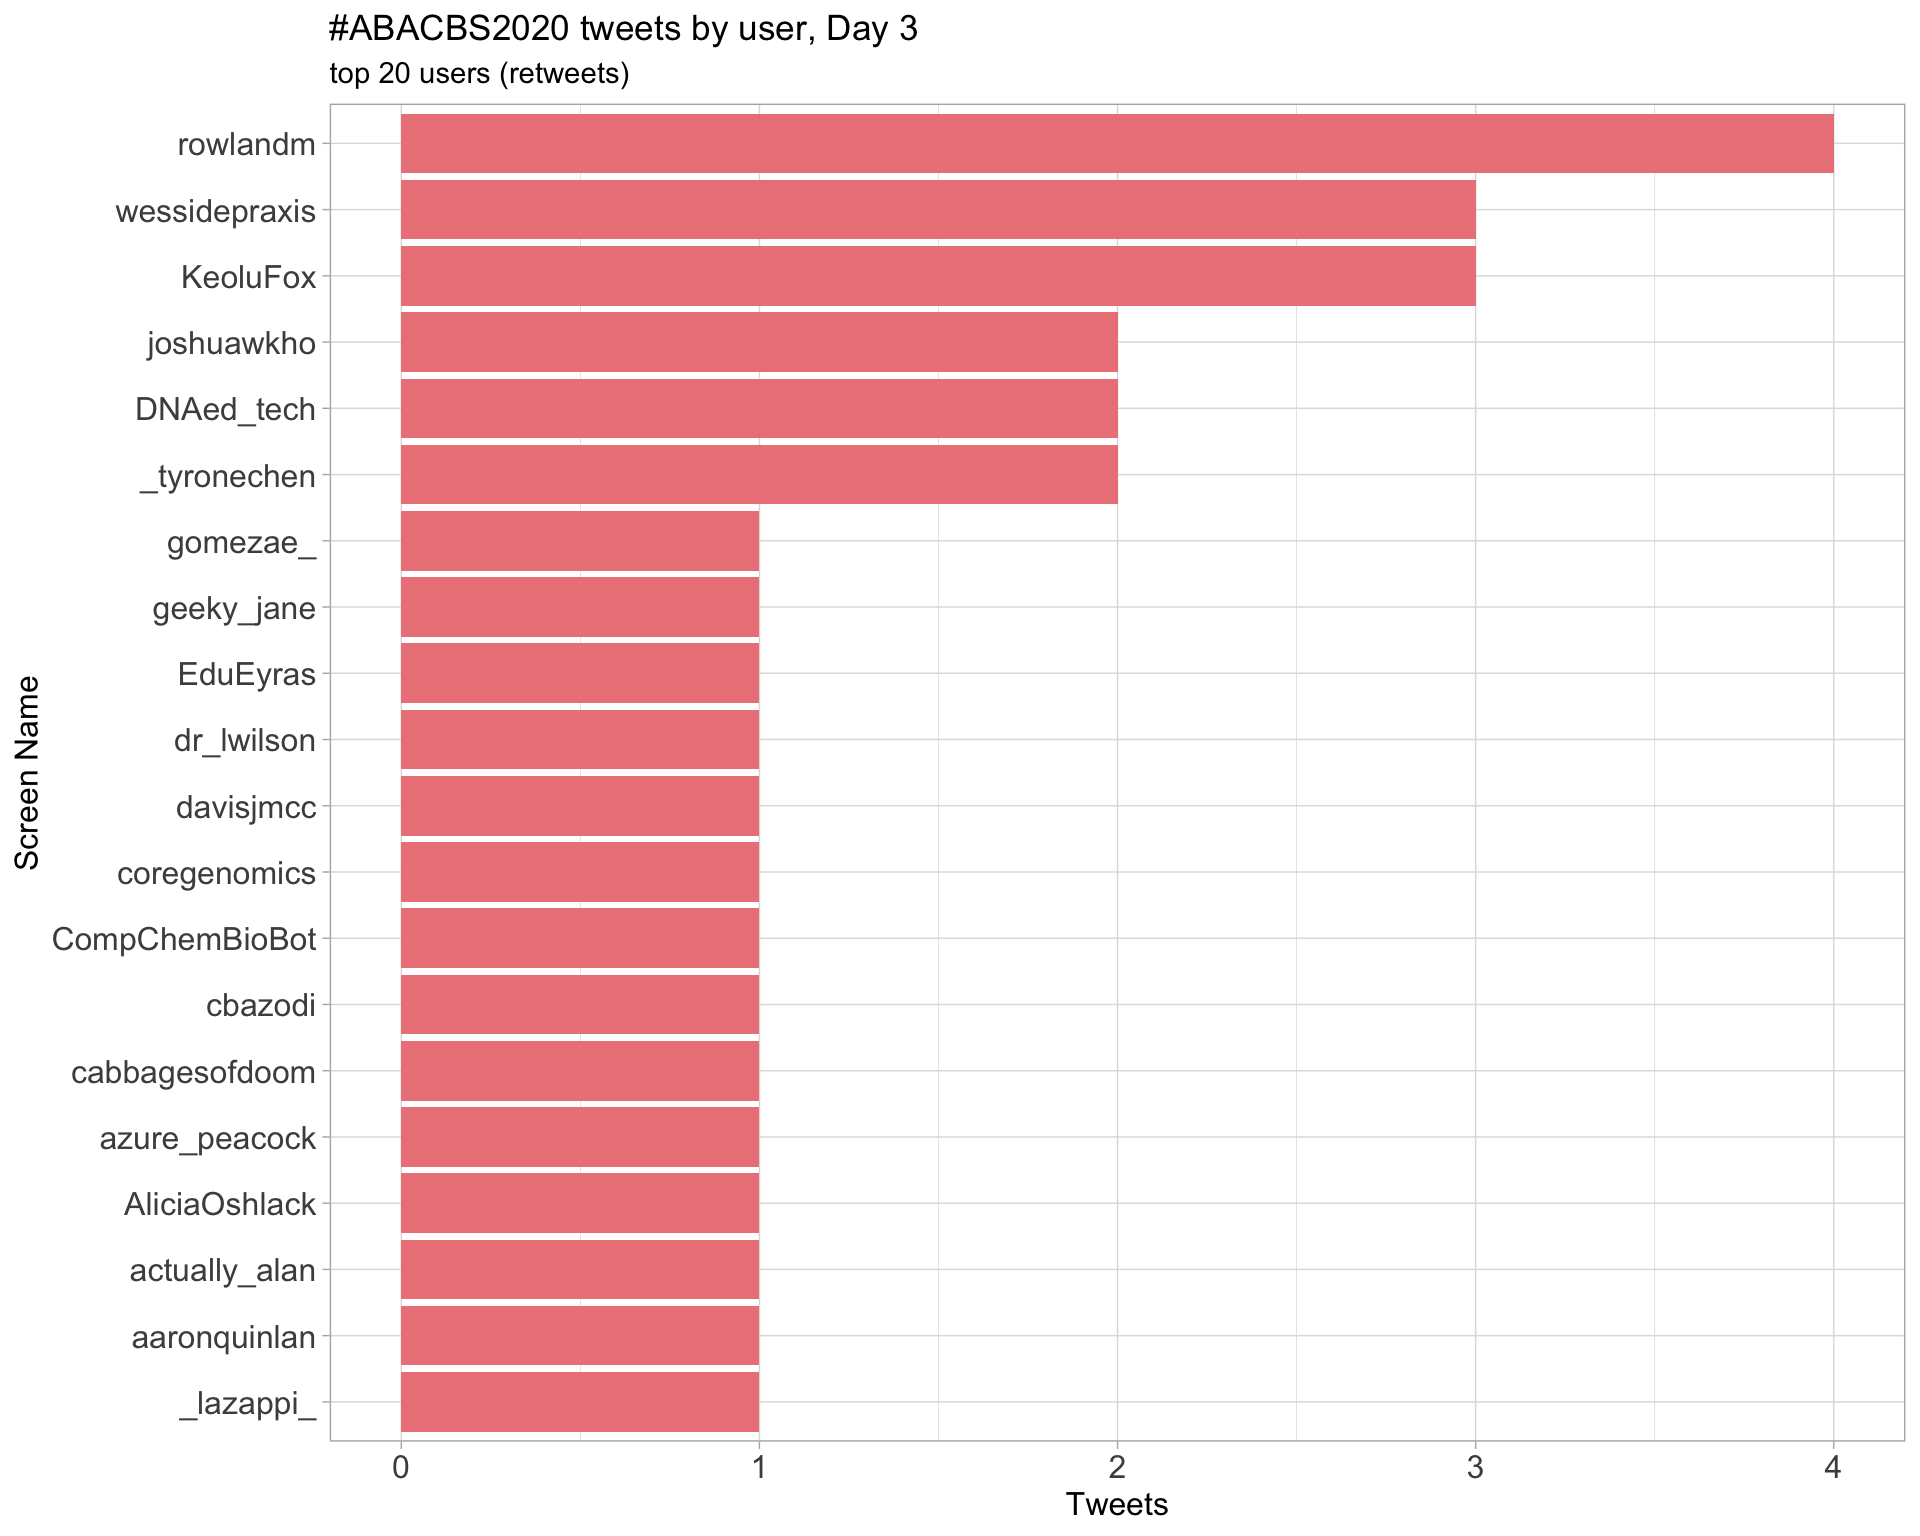 #ABACBS2020 tweets by user, Day 3
top 20 users (retweets)
rowlandm
wessidepraxis
KeoluFox
joshuawkho
DNAed_tech
_tyronechen
gomezae_
geeky_jane
EduEyras
dr_lwilson
davisjmcc
coregenomics
CompChemBioBot
cbazodi
cabbagesofdoom
azure_peacock
AliciaOshlack
actually_alan
aaronquinlan
_lazappi_
Screen Name
0 1 2 3 4
Tweets